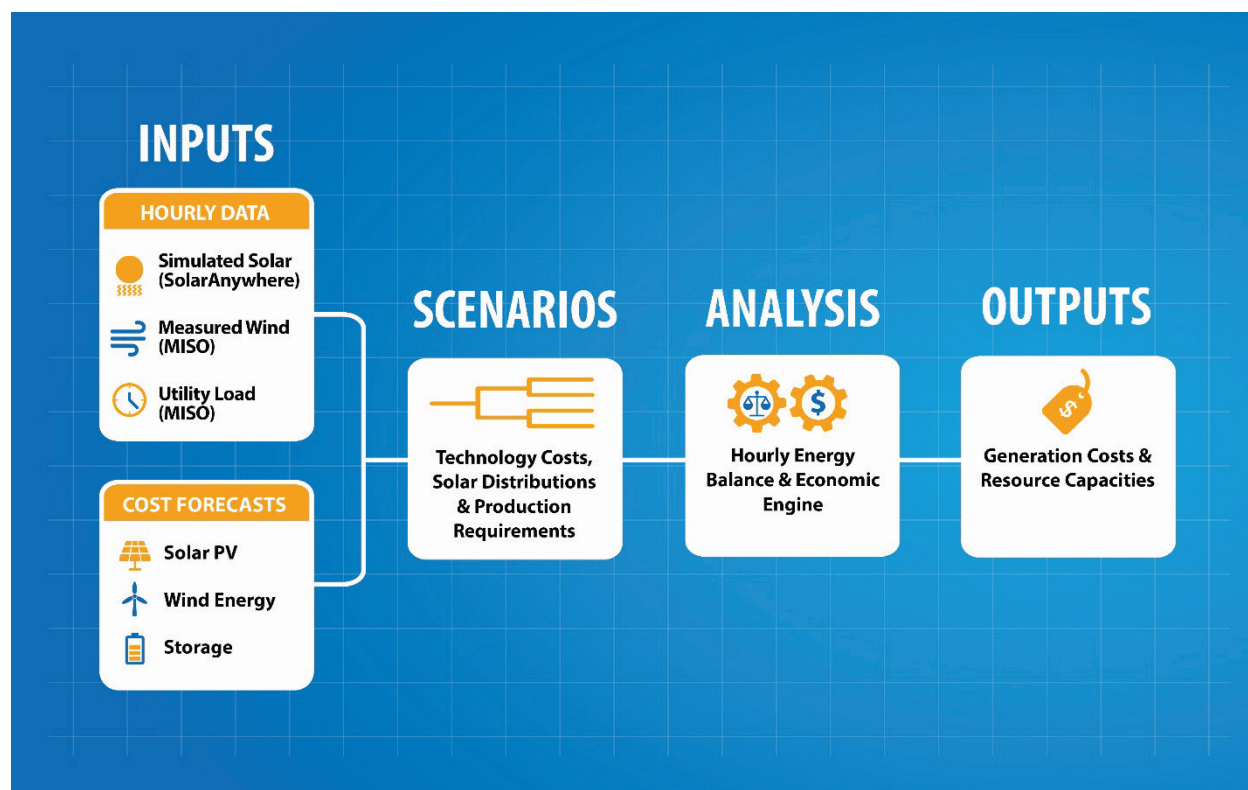 INPUTS
HOURLY DATA
Simulated Solar
(SolarAnywhere)
Measured Wind
(MISO)
Utility Load
(MISO)
COST FORECASTS
Solar PV
Wind Energy
Storage
SCENARIOS
Technology Costs,
Solar Distributions
& Production
Requirements
ANALYSIS
$
Hourly Energy
Balance & Economic
Engine
OUTPUTS
$
Generation Costs &
Resource Capacities